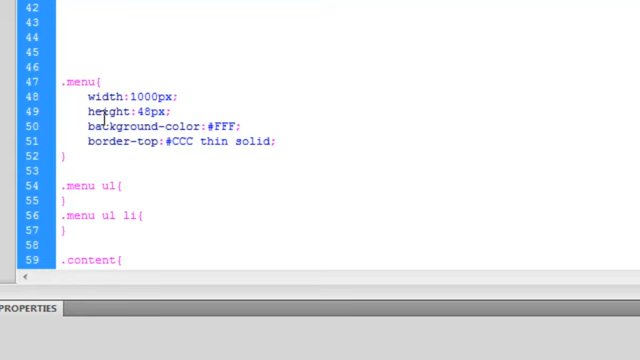 42
43
44
45
46
47 .menu{
48 width:1000px;
49 height:48px;
50 background-color:#FFF;
51 border-top:#CCC thin solid;
52 }
53
54 .menu ul{
55 }
56 .menu ul li{
57 }
58
59 .content{
PROPERTIES